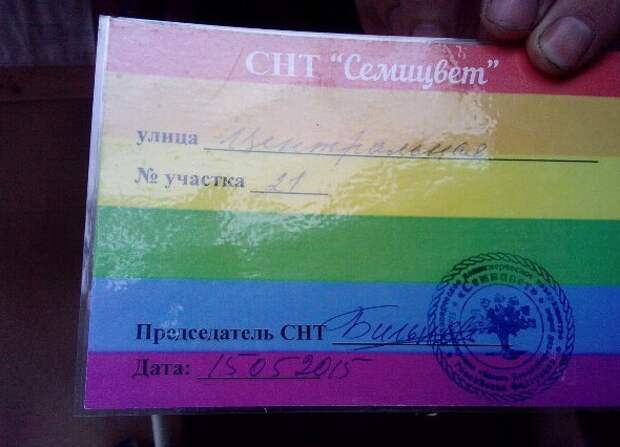 СНТ "Семицвет"
улица Центральная
№ участка 21
Председатель СНТ
Дата: 15 05 2015